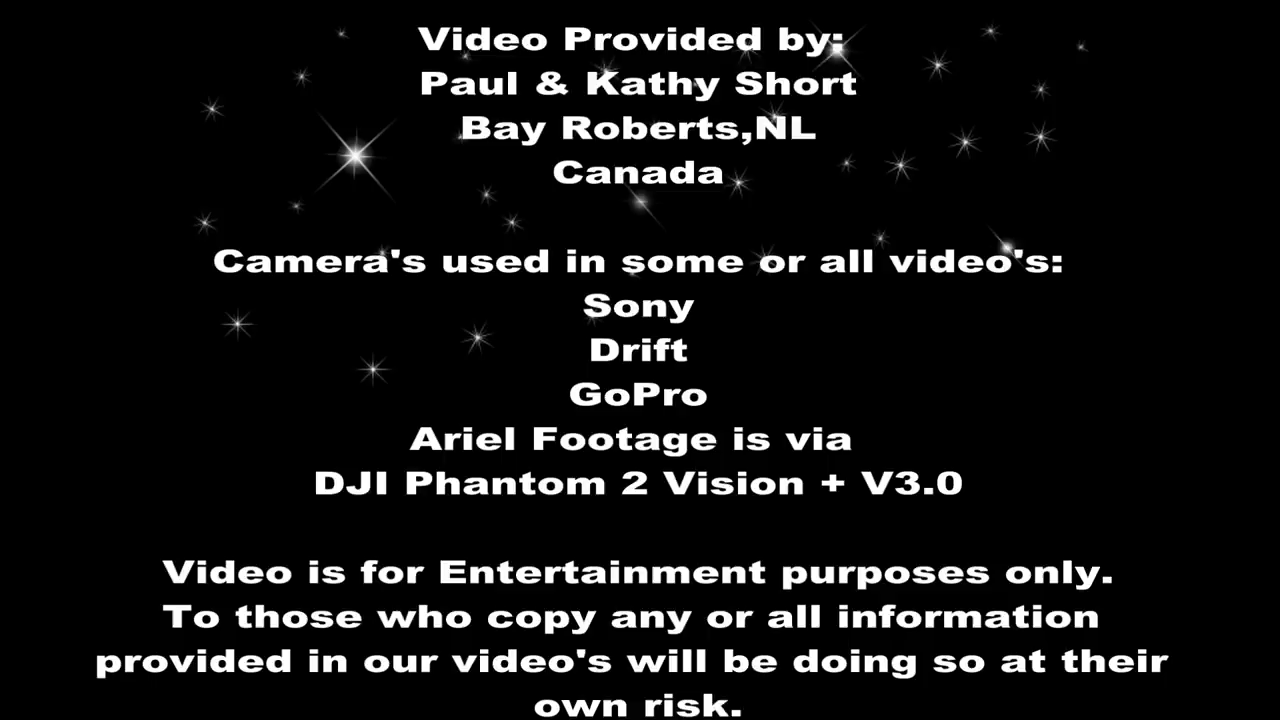 Video Provided by:
Paul & Kathy Short
Bay Roberts,NL
Canada
Camera's used in some or all video's:
Sony
Drift
GoPro
Ariel Footage is via
DJI Phantom 2 Vision + V3.0
Video is for Entertainment purposes only.
To those who copy any or all information
provided in our video's will be doing so at their
own risk.